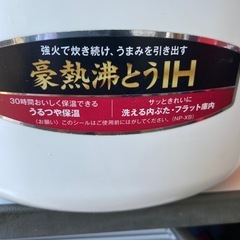 強火で炊き続け、うまみを引き出す
豪熱沸とうIH
30時間おいしく保温できる
うるつや保温
サッときれいに
洗える内ぶた・フラット庫内
(お願い)このシールはご使用前にはがしてください。(NP-XB)